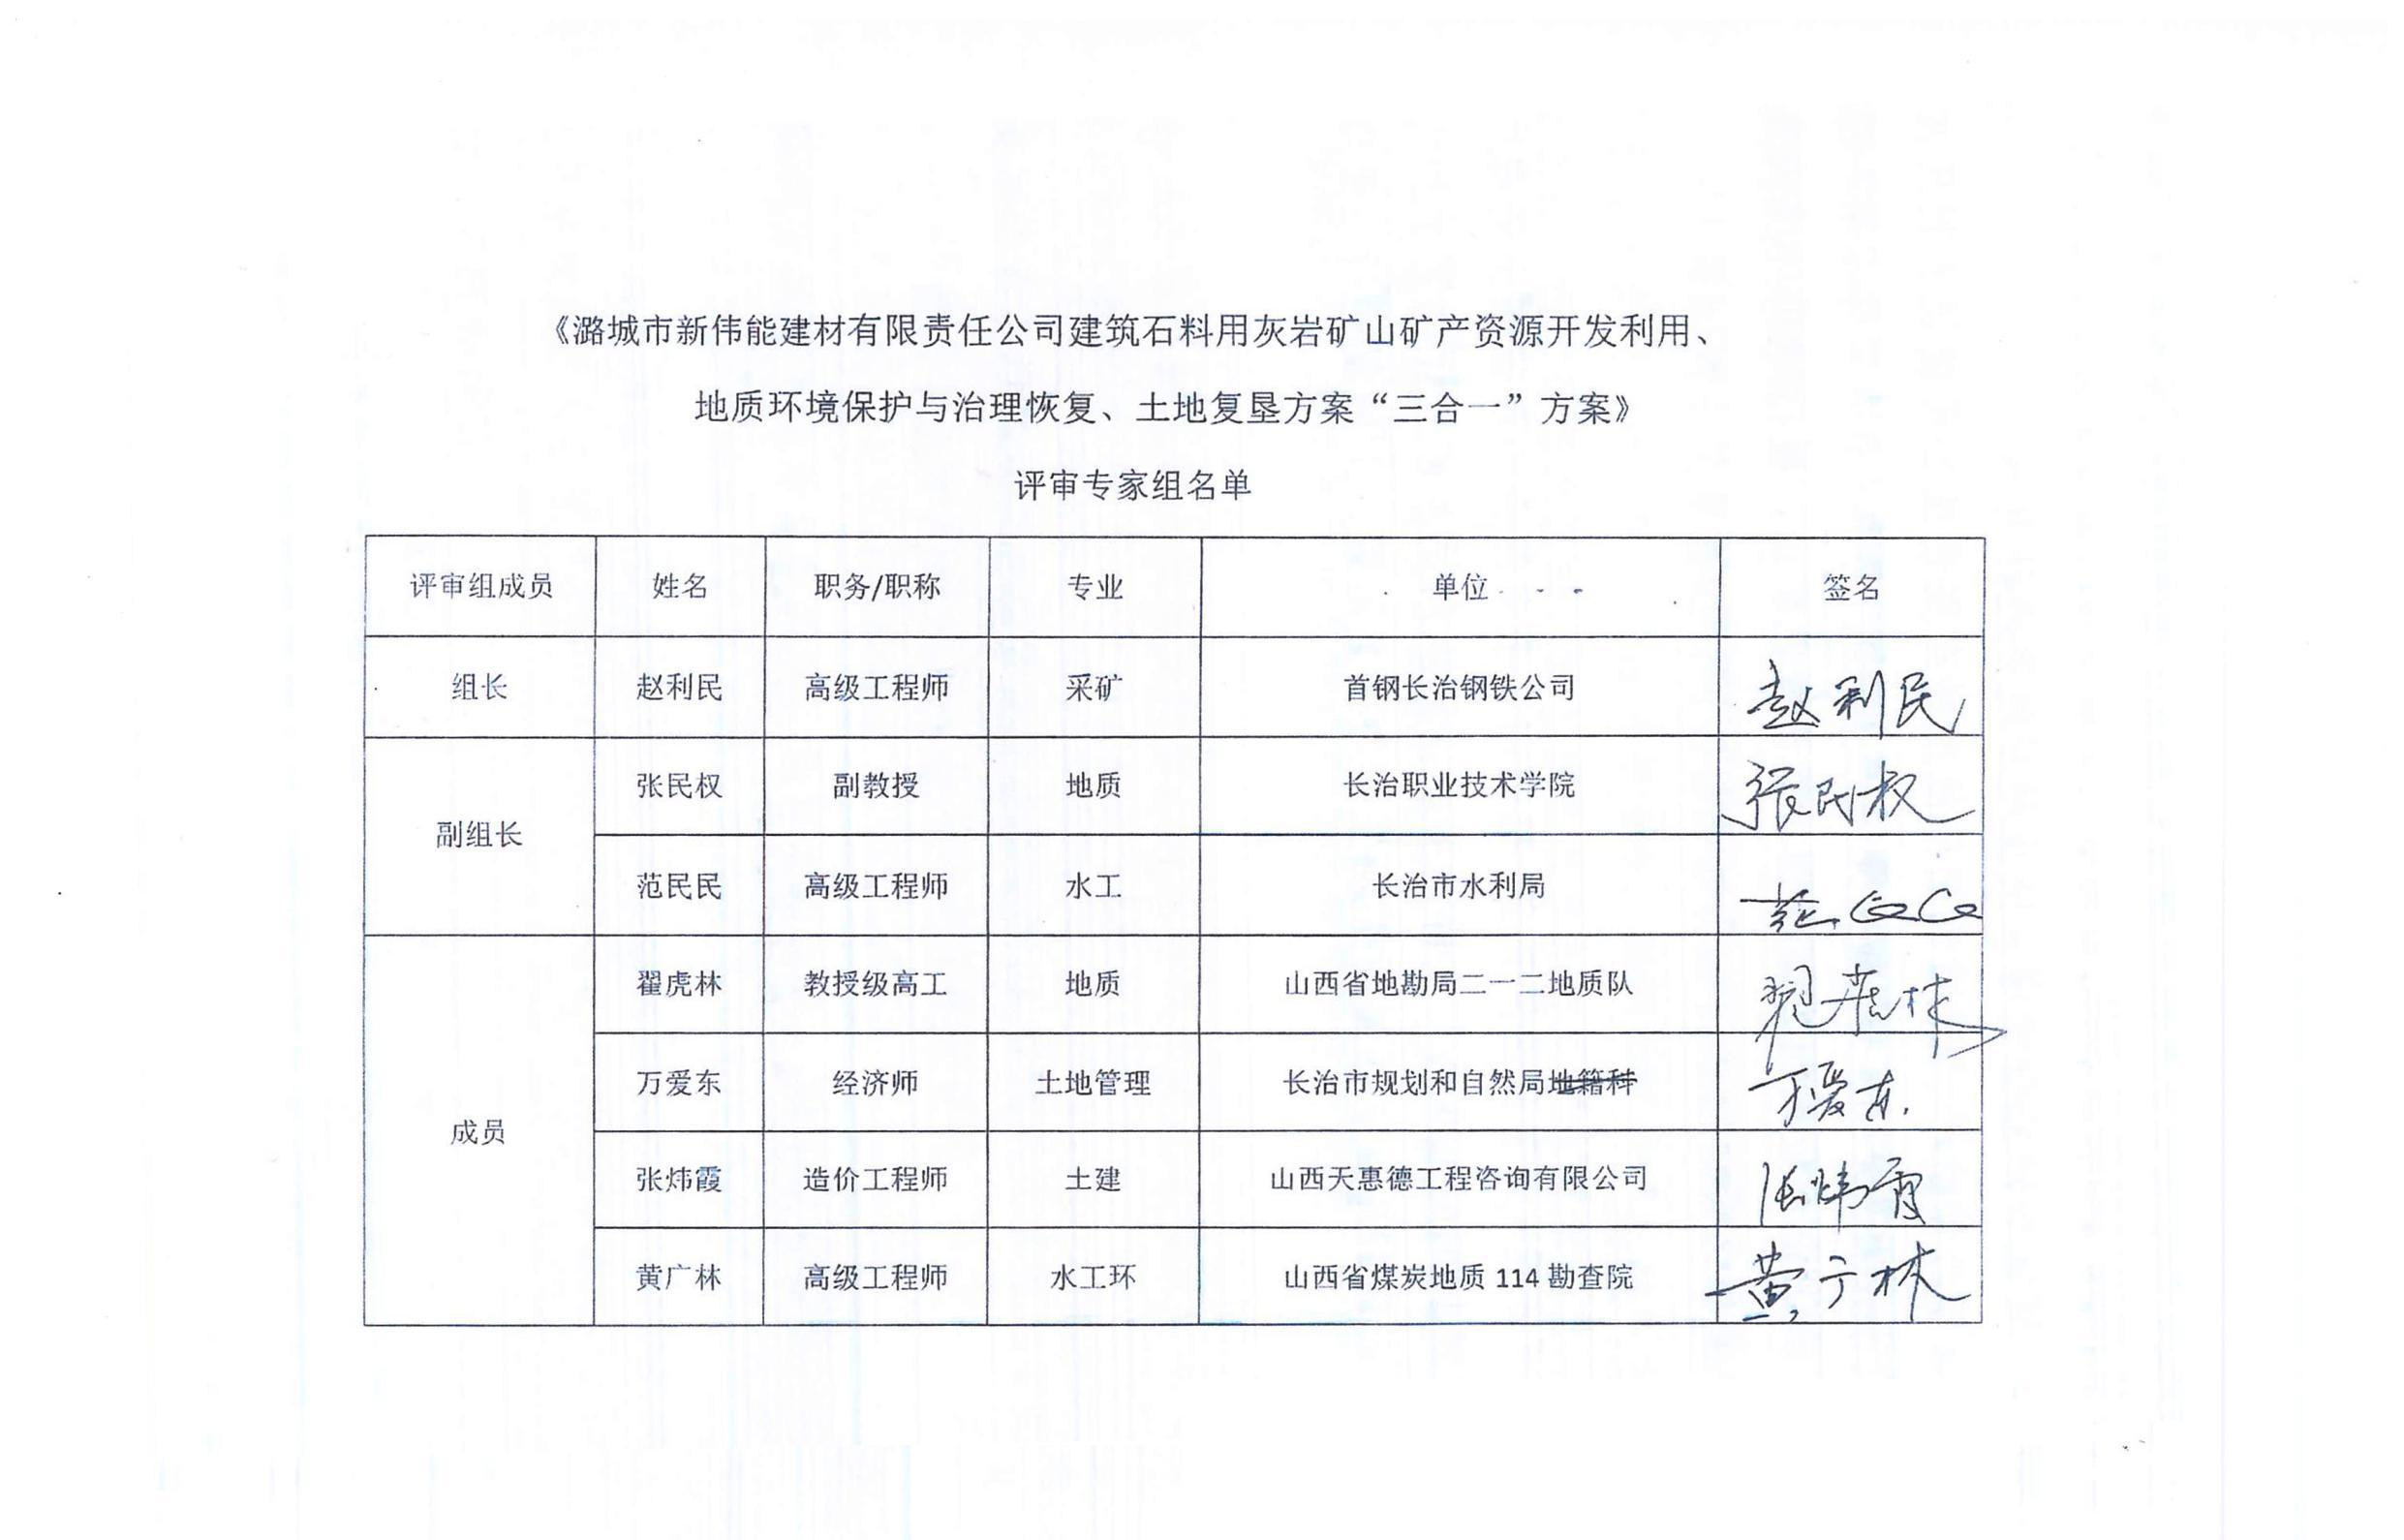 《潞城市新伟能建材有限责任公司建筑石料用灰岩矿山矿产资源开发利用、
地质环境保护与治理恢复、土地复垦方案“三合一”方案》
评审专家组名单
评审组成员 姓名 职务/职称 专业 单位 签名
组长 赵利民 高级工程师 采矿 首钢长治钢铁公司 赵利民
副组长 张民权 副教授 地质 长治职业技术学院 张民权
范民民 高级工程师 水工 长治市水利局 范民民
成员 翟虎林 教授级高工 地质 山西省地勘局二一二地质队 翟虎林
万爱东 经济师 土地管理 长治市规划和自然局地籍科 万爱东
张炜霞 造价工程师 土建 山西天惠德工程咨询有限公司 张炜霞
黄广林 高级工程师 水工环 山西省煤炭地质 114 勘查院 黄广林